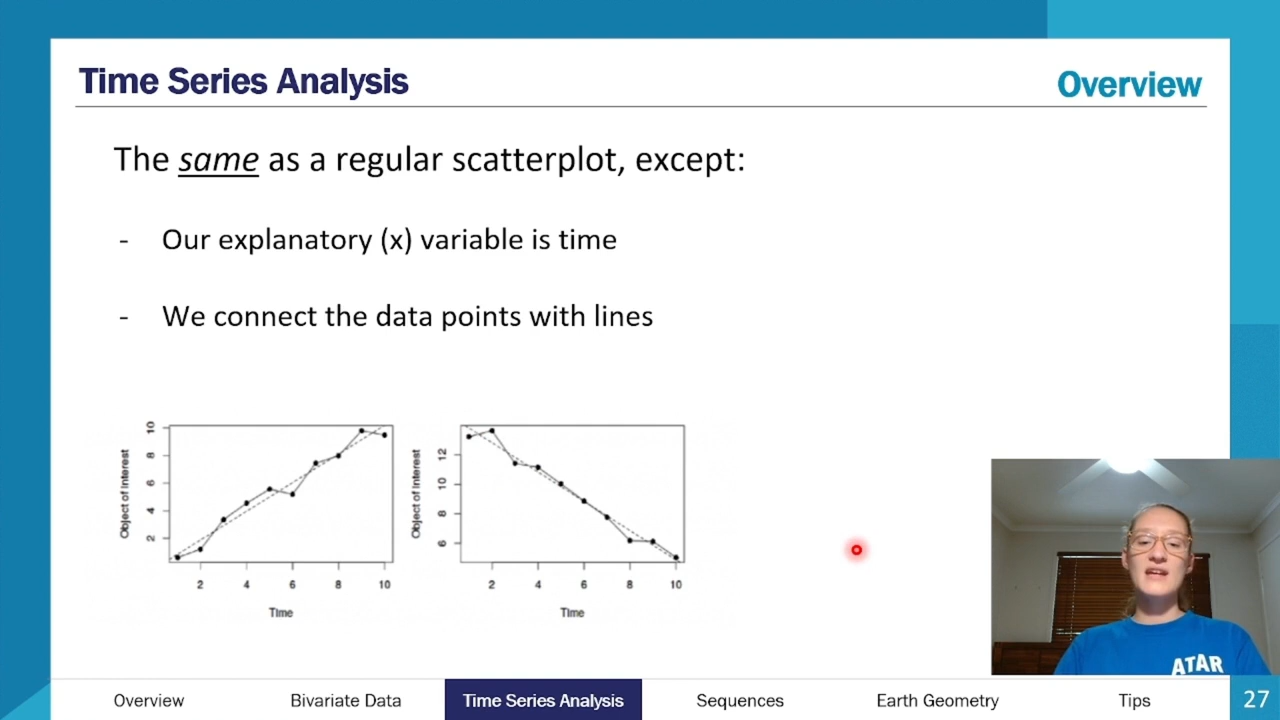 Time Series Analysis
Overview
The same as a regular scatterplot, except:
- Our explanatory (x) variable is time
- We connect the data points with lines
Object of Interest
10
8
6
4
2
2 4 6 8 10
Time
Object of Interest
12
10
8
6
2 4 6 8 10
Time
ATAR
Overview Bivariate Data Time Series Analysis Sequences Earth Geometry Tips 27